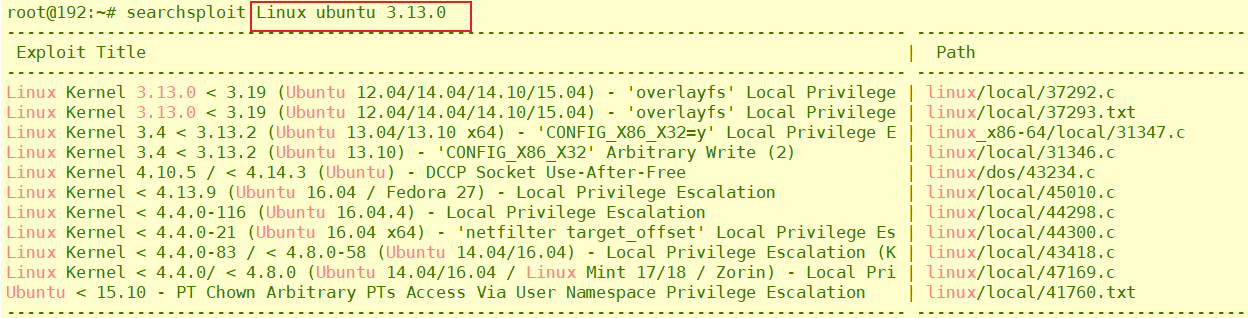 root@192:~# searchsploit Linux ubuntu 3.13.0
------------------------------------------------------------------------------------------ ---------------------------------
Exploit Title | Path
------------------------------------------------------------------------------------------ ---------------------------------
Linux Kernel 3.13.0 < 3.19 (Ubuntu 12.04/14.04/14.10/15.04) - 'overlayfs' Local Privilege | linux/local/37292.c
Linux Kernel 3.13.0 < 3.19 (Ubuntu 12.04/14.04/14.10/15.04) - 'overlayfs' Local Privilege | linux/local/37293.txt
Linux Kernel 3.4 < 3.13.2 (Ubuntu 13.04/13.10 x64) - 'CONFIG_X86_X32=y' Local Privilege E | linux_x86-64/local/31347.c
Linux Kernel 3.4 < 3.13.2 (Ubuntu 13.10) - 'CONFIG_X86_X32' Arbitrary Write (2) | linux/local/31346.c
Linux Kernel 4.10.5 / < 4.14.3 (Ubuntu) - DCCP Socket Use-After-Free | linux/dos/43234.c
Linux Kernel < 4.13.9 (Ubuntu 16.04 / Fedora 27) - Local Privilege Escalation | linux/local/45010.c
Linux Kernel < 4.4.0-116 (Ubuntu 16.04.4) - Local Privilege Escalation | linux/local/44298.c
Linux Kernel < 4.4.0-21 (Ubuntu 16.04 x64) - 'netfilter target_offset' Local Privilege Es | linux/local/44300.c
Linux Kernel < 4.4.0-83 / < 4.8.0-58 (Ubuntu 14.04/16.04) - Local Privilege Escalation (K | linux/local/43418.c
Linux Kernel < 4.4.0/ < 4.8.0 (Ubuntu 14.04/16.04 / Linux Mint 17/18 / Zorin) - Local Pri | linux/local/47169.c
Ubuntu < 15.10 - PT Chown Arbitrary PTs Access Via User Namespace Privilege Escalation | linux/local/41760.txt
------------------------------------------------------------------------------------------ ---------------------------------